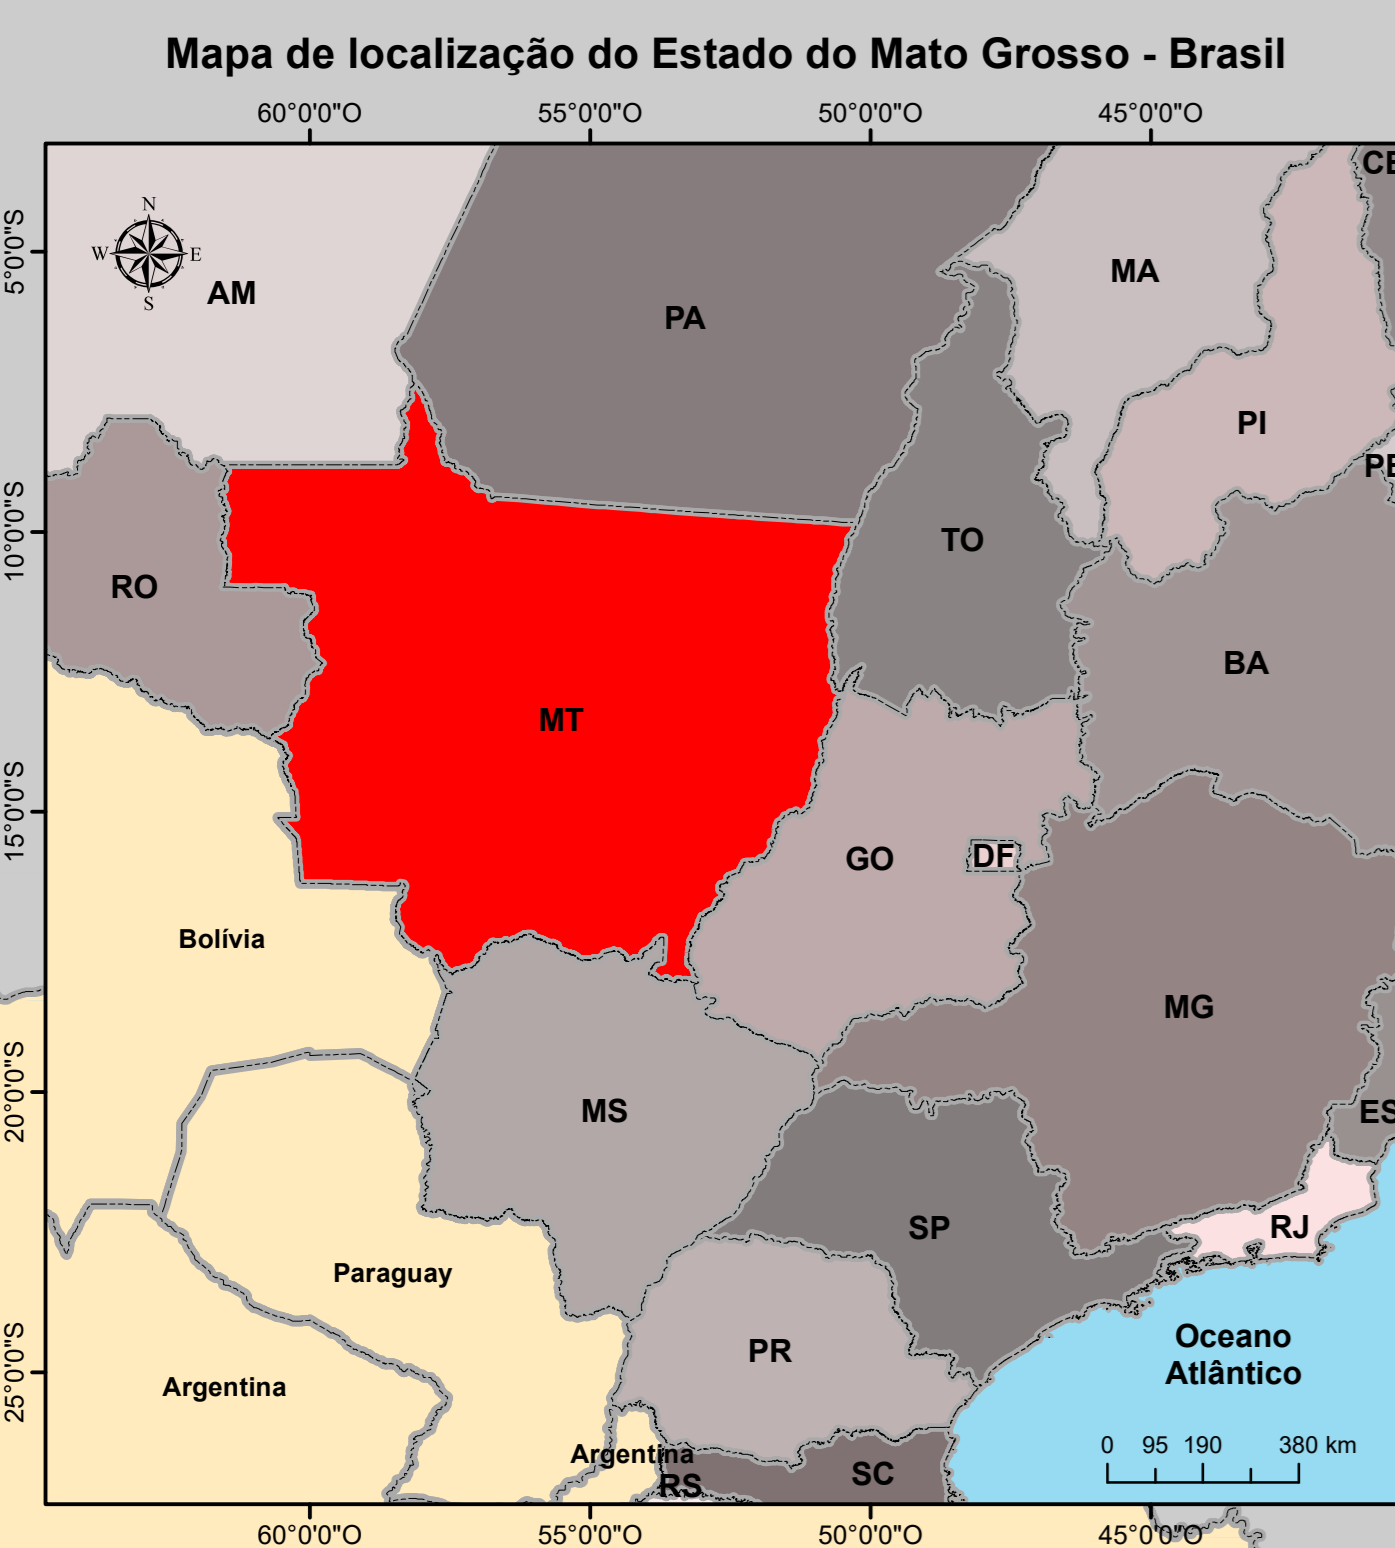 Mapa de localização do Estado do Mato Grosso - Brasil
60°0'0"O 55°0'0"O 50°0'0"O 45°0'0"O
CE
5°0'0"S
N
W E
S
AM
MA
PA
PI
PE
10°0'0"S
TO
RO
BA
MT
15°0'0"S
GO
DF
Bolívia
MG
20°0'0"S
MS
ES
SP
RJ
Paraguay
Oceano
Atlântico
PR
25°0'0"S
Argentina
0 95 190 380 km
Argentina
SC
RS
60°0'0"O 55°0'0"O 50°0'0"O 45°0'0"O